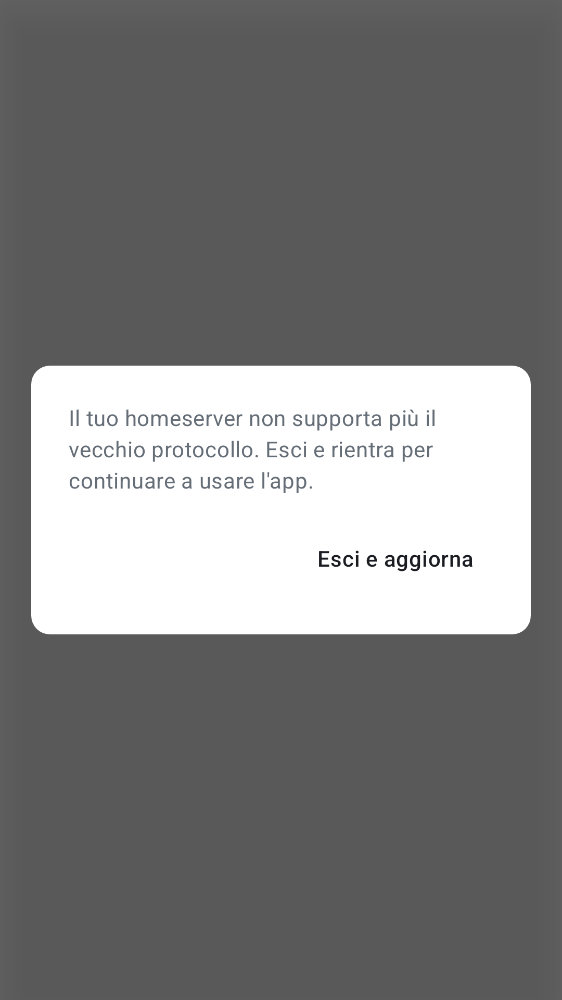 Il tuo homeserver non supporta più il
vecchio protocollo. Esci e rientra per
continuare a usare l'app.
Esci e aggiorna